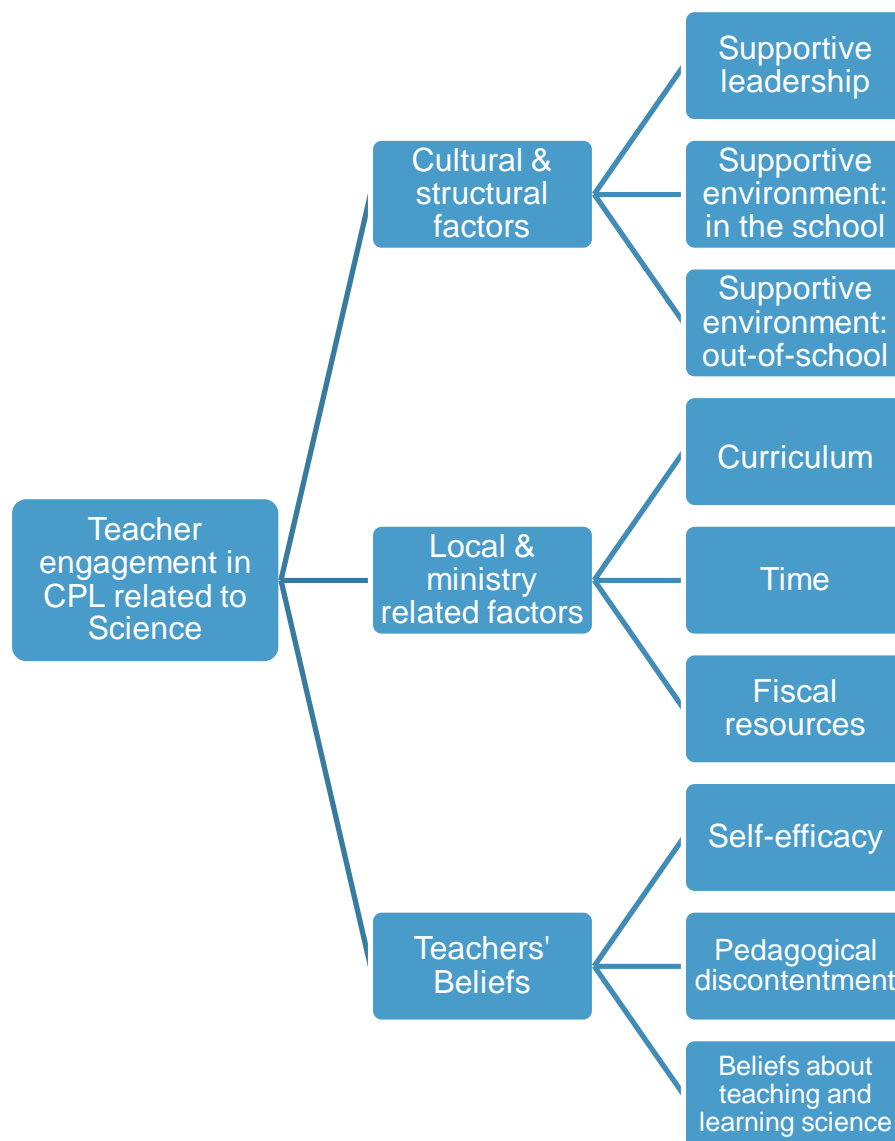 Teacher
engagement in
CPL related to
Science
Cultural &
structural
factors
Supportive
leadership
Supportive
environment:
in the school
Supportive
environment:
out-of-school
Local &
ministry
related factors
Curriculum
Time
Fiscal
resources
Teachers'
Beliefs
Self-efficacy
Pedagogical
discontentment
Beliefs about
teaching and
learning science